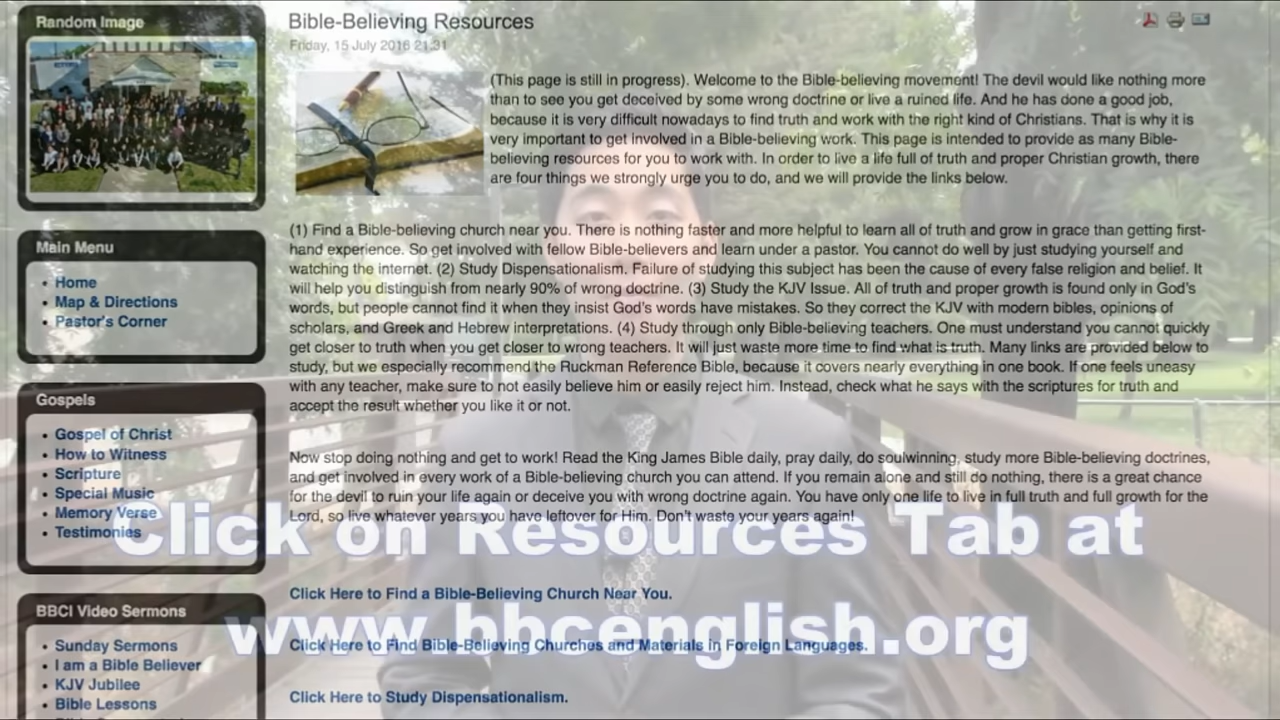 Random Image
Main Menu
Home
Map & Directions
Pastor's Corner
Gospels
Gospel of Christ
How to Witness
Scripture
Special Music
Memory Verse
Testimonies
BBCI Video Sermons
Sunday Sermons
I am a Bible Believer
KJV Jubilee
Bible Lessons
Bible-Believing Resources
Friday, 15 July 2016 21:31
(This page is still in progress). Welcome to the Bible-believing movement! The devil would like nothing more
than to see you get deceived by some wrong doctrine or live a ruined life. And he has done a good job,
because it is very difficult nowadays to find truth and work with the right kind of Christians. That is why it is
very important to get involved in a Bible-believing work. This page is intended to provide as many Bible-
believing resources for you to work with. In order to live a life full of truth and proper Christian growth, there
are four things we strongly urge you to do, and we will provide the links below.
(1) Find a Bible-believing church near you. There is nothing faster and more helpful to learn all of truth and grow in grace than getting first-
hand experience. So get involved with fellow Bible-believers and learn under a pastor. You cannot do well by just studying yourself and
watching the internet. (2) Study Dispensationalism. Failure of studying this subject has been the cause of every false religion and belief. It
will help you distinguish from nearly 90% of wrong doctrine. (3) Study the KJV Issue. All of truth and proper growth is found only in God's
words, but people cannot find it when they insist God's words have mistakes. So they correct the KJV with modern bibles, opinions of
scholars, and Greek and Hebrew interpretations. (4) Study through only Bible-believing teachers. One must understand you cannot quickly
get closer to truth when you get closer to wrong teachers. It will just waste more time to find what is truth. Many links are provided below to
study, but we especially recommend the Ruckman Reference Bible, because it covers nearly everything in one book. If one feels uneasy
with any teacher, make sure to not easily believe him or easily reject him. Instead, check what he says with the scriptures for truth and
accept the result whether you like it or not.
Now stop doing nothing and get to work! Read the King James Bible daily, pray daily, do soulwinning, study more Bible-believing doctrines,
and get involved in every work of a Bible-believing church you can attend. If you remain alone and still do nothing, there is a great chance
for the devil to ruin your life again or deceive you with wrong doctrine again. You have only one life to live in full truth and full growth for the
Lord, so live whatever years you have leftover for Him. Don't waste your years again!
Click on Resources Tab at
Click Here to Find a Bible-Believing Church Near You.
www.bbcenglish.org
Click Here to Find Bible-Believing Churches and Materials in Foreign Languages.
Click Here to Study Dispensationalism.